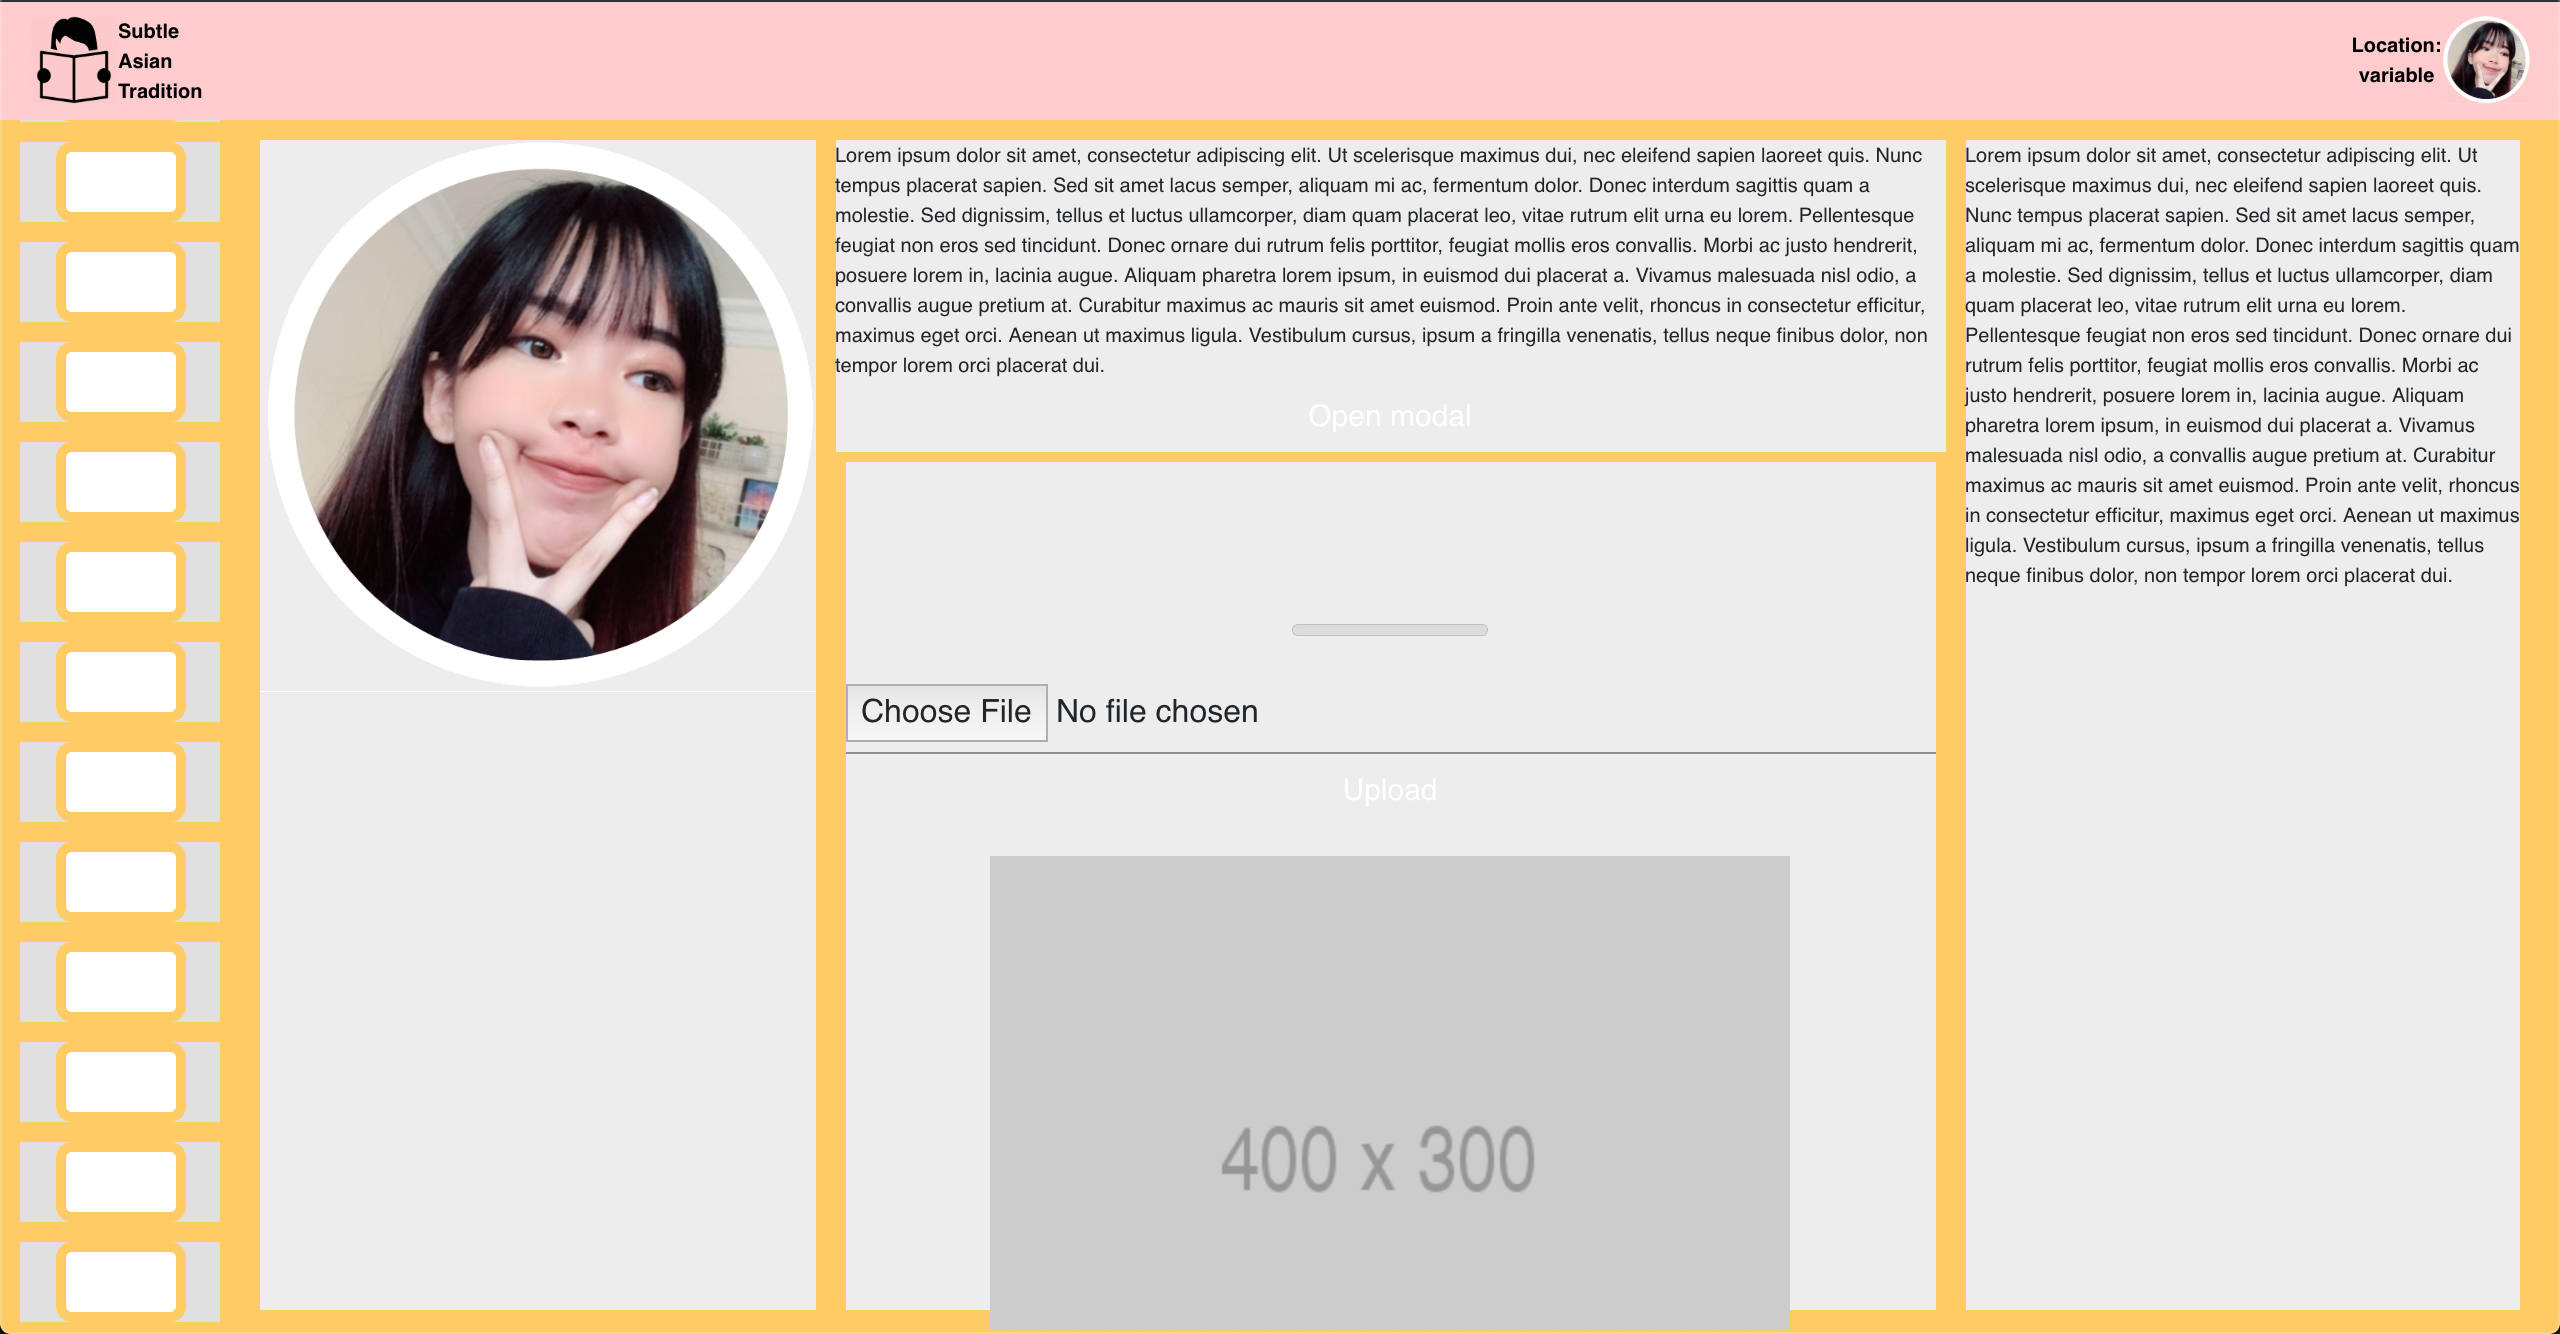 Subtle
Asian
Tradition
Location:
variable
Lorem ipsum dolor sit amet, consectetur adipiscing elit. Ut scelerisque maximus dui, nec eleifend sapien laoreet quis. Nunc
tempus placerat sapien. Sed sit amet lacus semper, aliquam mi ac, fermentum dolor. Donec interdum sagittis quam a
molestie. Sed dignissim, tellus et luctus ullamcorper, diam quam placerat leo, vitae rutrum elit urna eu lorem. Pellentesque
feugiat non eros sed tincidunt. Donec ornare dui rutrum felis porttitor, feugiat mollis eros convallis. Morbi ac justo hendrerit,
posuere lorem in, lacinia augue. Aliquam pharetra lorem ipsum, in euismod dui placerat a. Vivamus malesuada nisl odio, a
convallis augue pretium at. Curabitur maximus ac mauris sit amet euismod. Proin ante velit, rhoncus in consectetur efficitur,
maximus eget orci. Aenean ut maximus ligula. Vestibulum cursus, ipsum a fringilla venenatis, tellus neque finibus dolor, non
tempor lorem orci placerat dui.
Open modal
Choose File No file chosen
Upload
400 x 300
Lorem ipsum dolor sit amet, consectetur adipiscing elit. Ut
scelerisque maximus dui, nec eleifend sapien laoreet quis.
Nunc tempus placerat sapien. Sed sit amet lacus semper,
aliquam mi ac, fermentum dolor. Donec interdum sagittis quam
a molestie. Sed dignissim, tellus et luctus ullamcorper, diam
quam placerat leo, vitae rutrum elit urna eu lorem.
Pellentesque feugiat non eros sed tincidunt. Donec ornare dui
rutrum felis porttitor, feugiat mollis eros convallis. Morbi ac
justo hendrerit, posuere lorem in, lacinia augue. Aliquam
pharetra lorem ipsum, in euismod dui placerat a. Vivamus
malesuada nisl odio, a convallis augue pretium at. Curabitur
maximus ac mauris sit amet euismod. Proin ante velit, rhoncus
in consectetur efficitur, maximus eget orci. Aenean ut maximus
ligula. Vestibulum cursus, ipsum a fringilla venenatis, tellus
neque finibus dolor, non tempor lorem orci placerat dui.